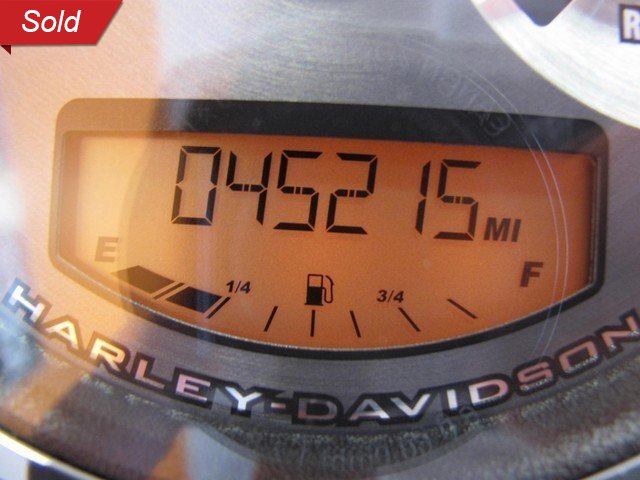 Sold
R
045215 MI
E
F
1/4
3/4
HARLEY-DAVIDSON